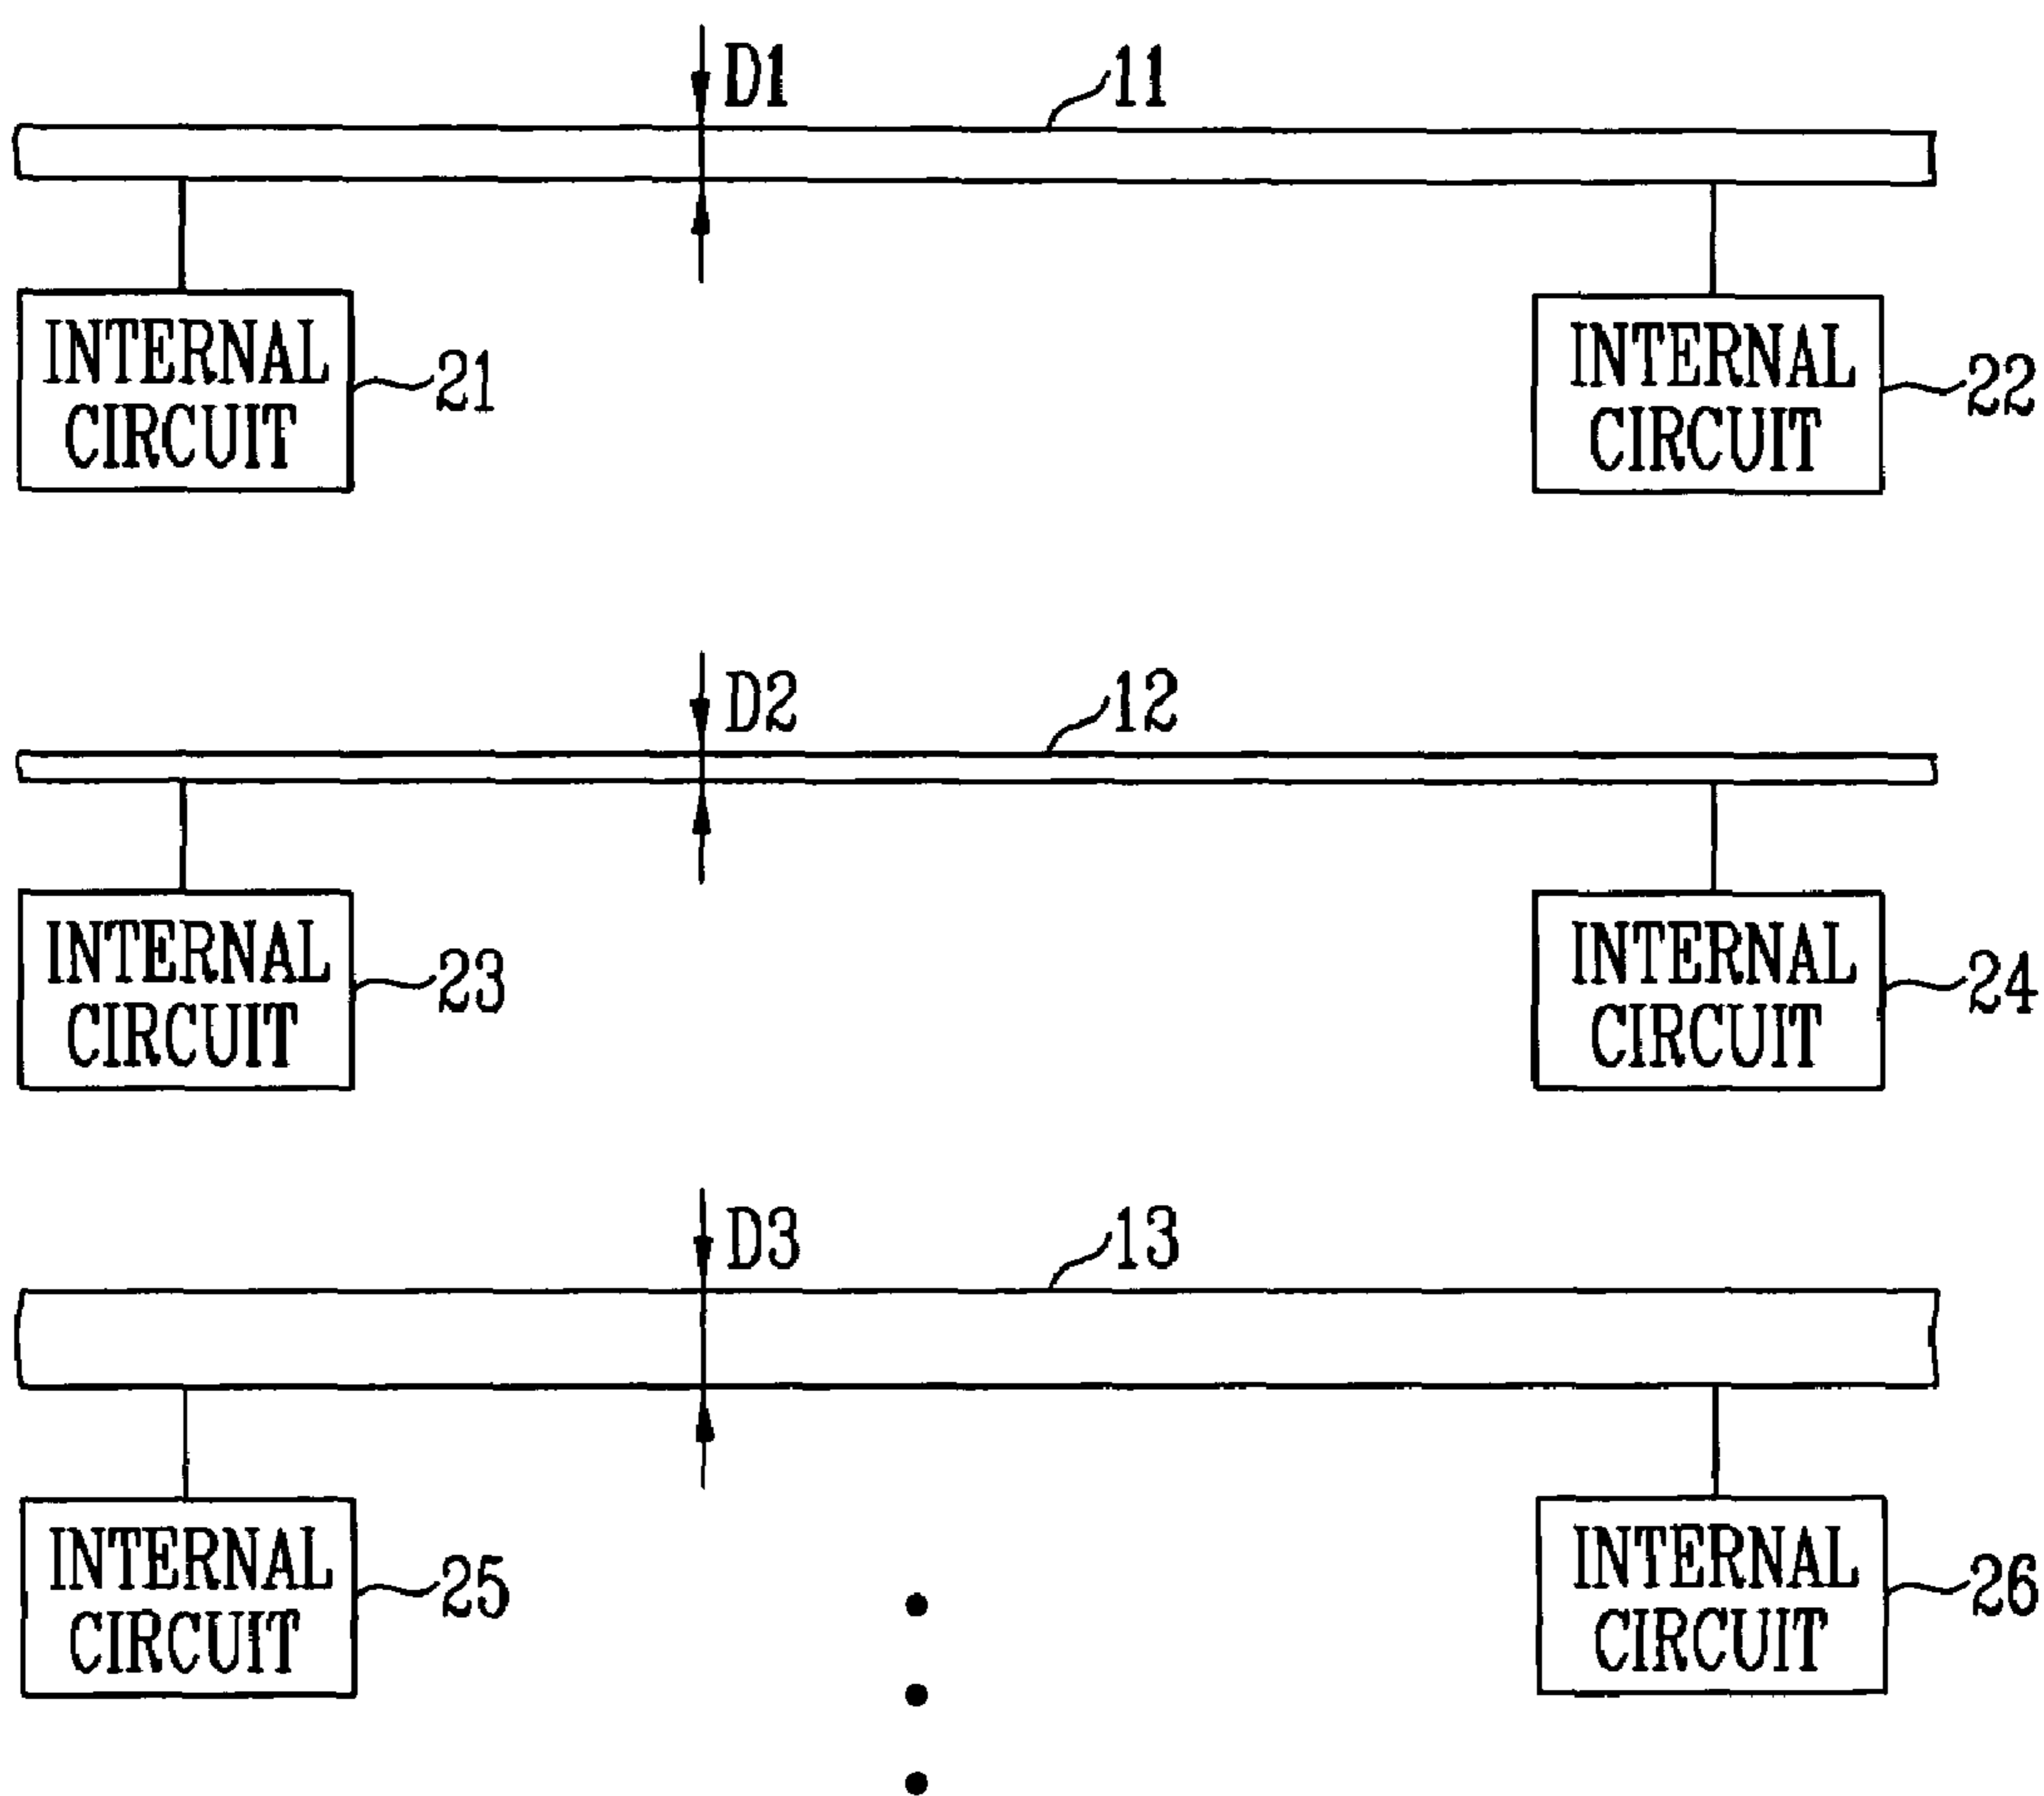 D1
11
INTERNAL
CIRCUIT
21
INTERNAL
CIRCUIT
22
D2
12
INTERNAL
CIRCUIT
23
INTERNAL
CIRCUIT
24
D3
13
INTERNAL
CIRCUIT
25
INTERNAL
CIRCUIT
26